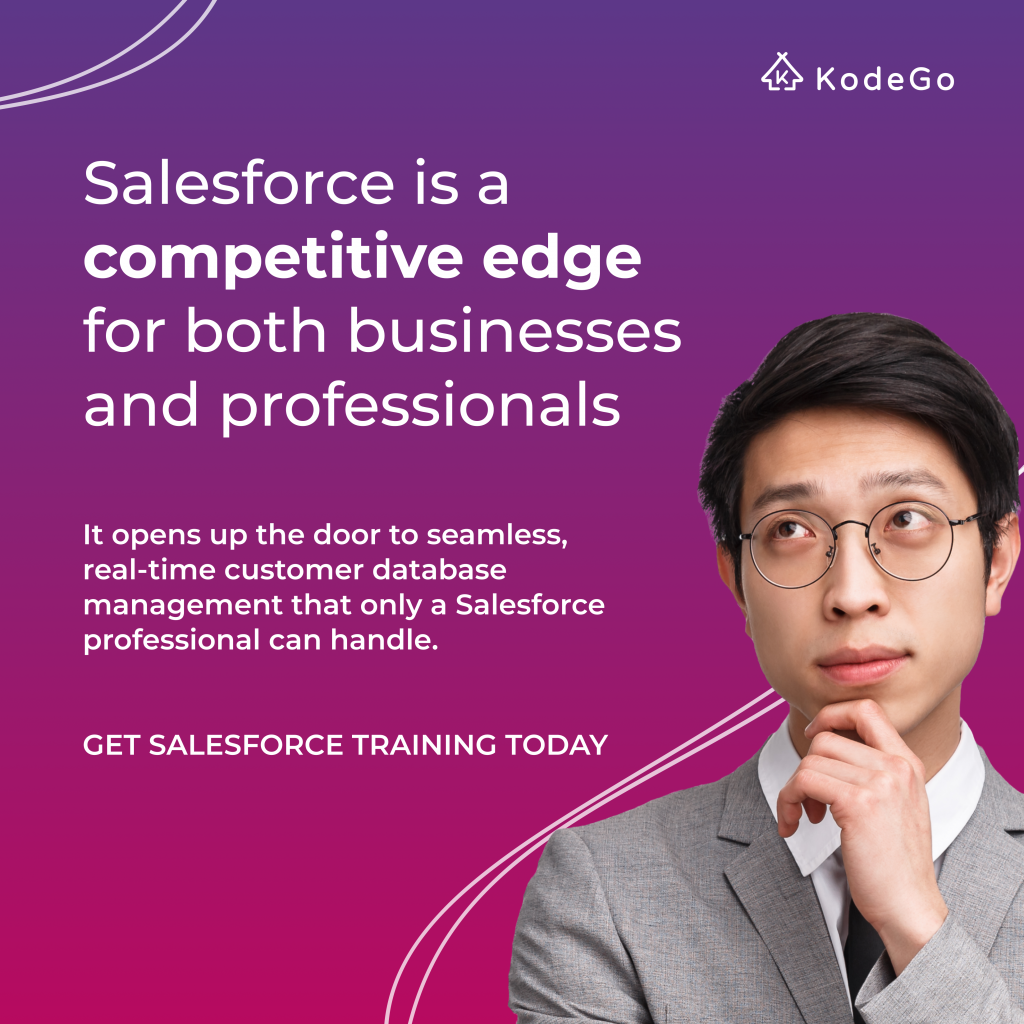 KodeGo
Salesforce is a
competitive edge
for both businesses
and professionals
It opens up the door to seamless,
real-time customer database
management that only a Salesforce
professional can handle.
GET SALESFORCE TRAINING TODAY